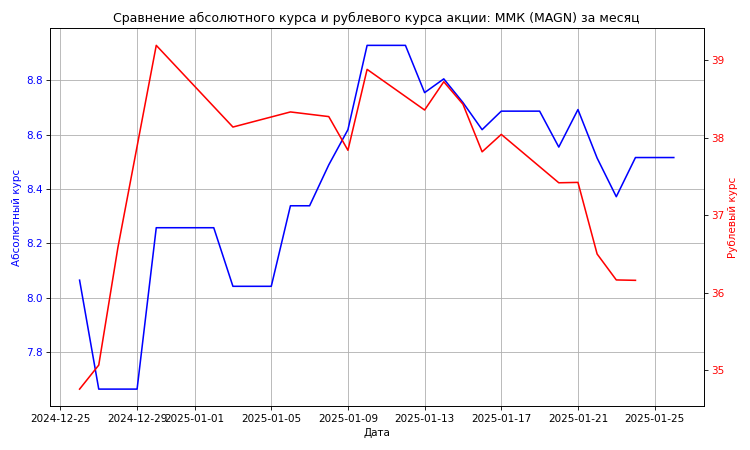 Сравнение абсолютного курса и рублевого курса акции: ММК (MAGN) за месяц
Абсолютный курс
8.8
8.6
8.4
8.2
8.0
7.8
39
38
37
36
35
Рублевый курс
2024-12-25 2024-12-29 2025-01-01 2025-01-05 2025-01-09 2025-01-13 2025-01-17 2025-01-21 2025-01-25
Дата